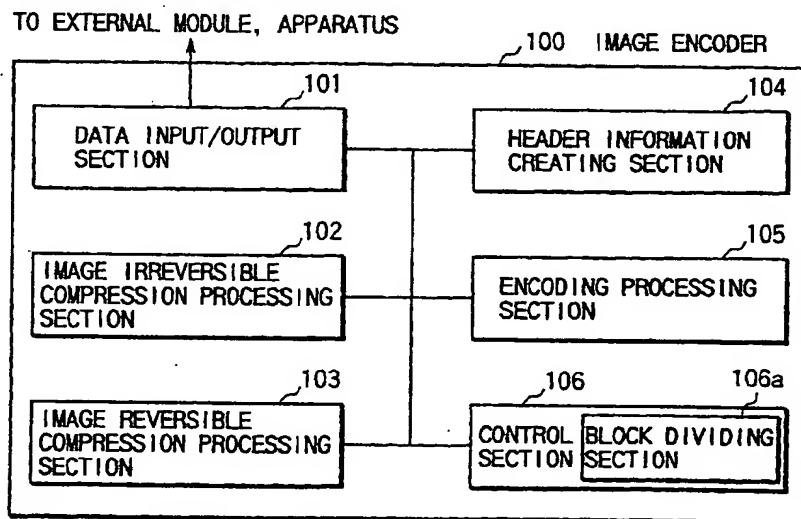 TO EXTERNAL MODULE, APPARATUS
100 IMAGE ENCODER
101
DATA INPUT/OUTPUT
SECTION
104
HEADER INFORMATION
CREATING SECTION
102
IMAGE IRREVERSIBLE
COMPRESSION PROCESSING
SECTION
105
ENCODING PROCESSING
SECTION
103
IMAGE REVERSIBLE
COMPRESSION PROCESSING
SECTION
106
CONTROL
SECTION
106a
BLOCK DIVIDING
SECTION